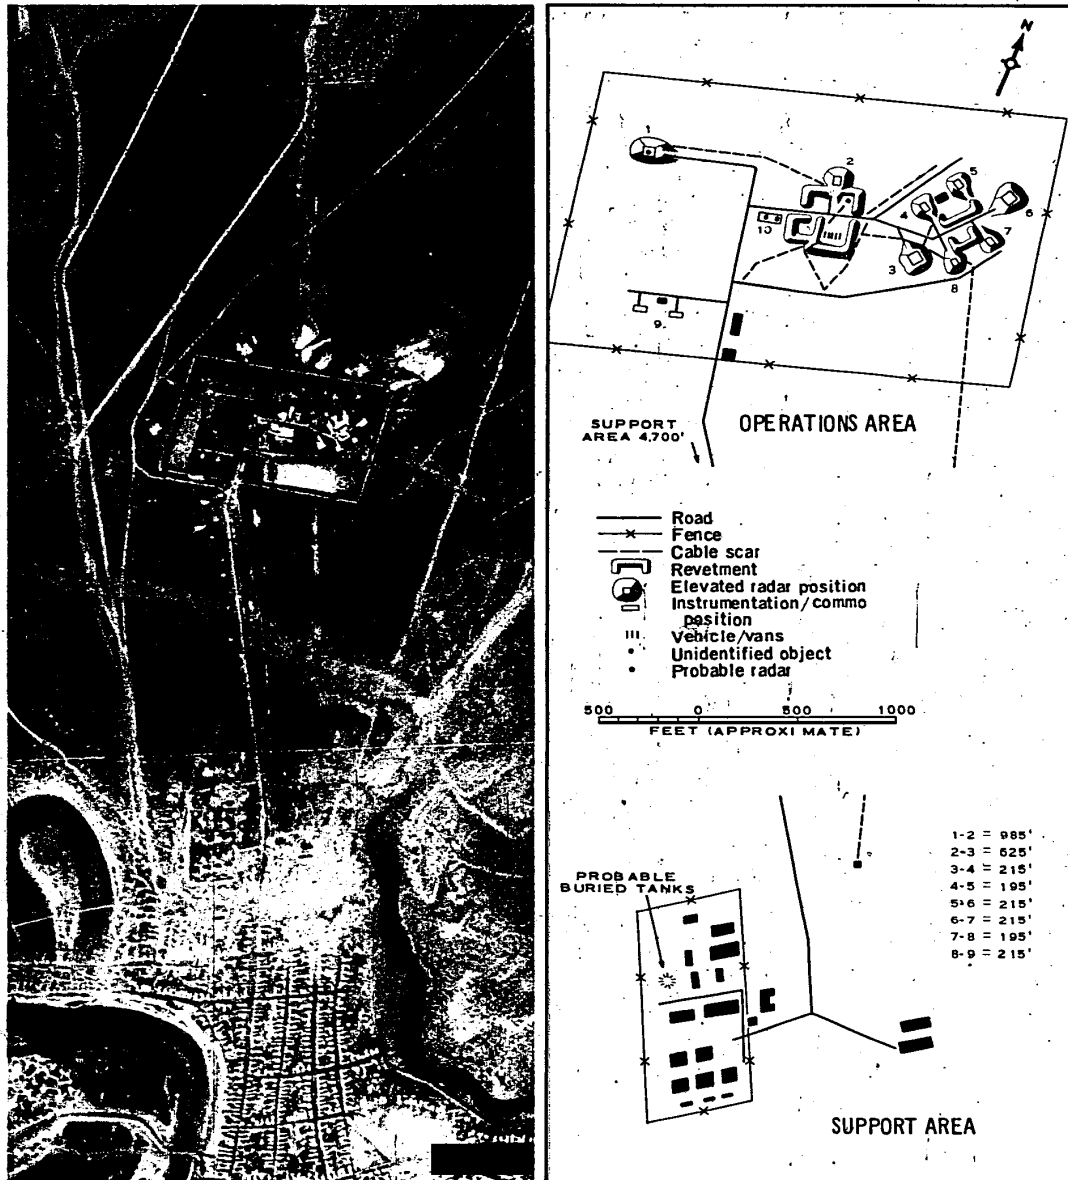 N
1
2
5
4
6
10
7
3
8
9
OPERATIONS AREA
SUPPORT
AREA 4,700'
Road
Fence
Cable scar
Revetment
Elevated radar position
Instrumentation/commo
position
Vehicle/vans
Unidentified object
Probable radar
500 0 500 1000
FEET (APPROXIMATE)
1-2 = 985'
2-3 = 625'
3-4 = 215'
4-5 = 195'
5-6 = 215'
6-7 = 215'
7-8 = 195'
8-9 = 215'
PROBABLE
BURIED TANKS
SUPPORT AREA